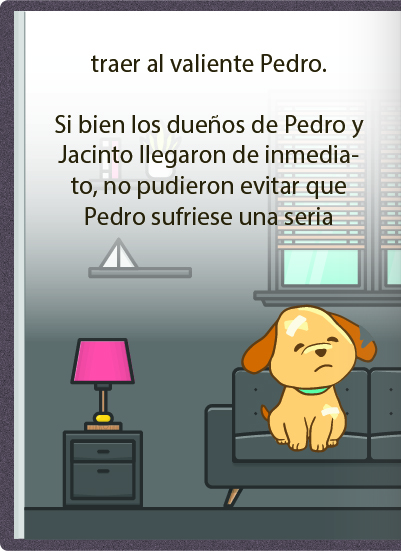 traer al valiente Pedro.
Si bien los dueños de Pedro y
Jacinto llegaron de inmedia-
to, no pudieron evitar que
Pedro sufriese una seria